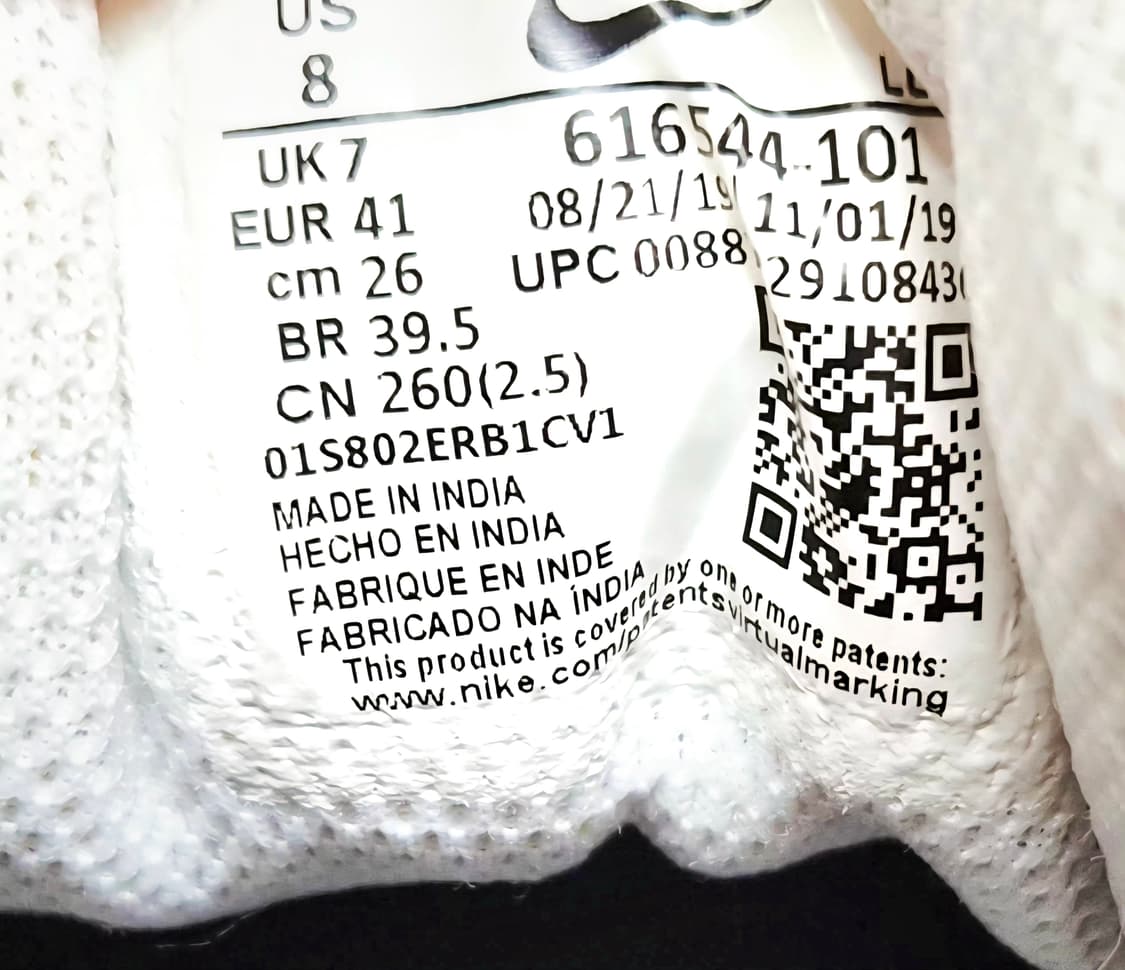 US
8
UK 7
EUR 41
cm 26
BR 39.5
CN 260(2.5)
01S802ERB1CV1
MADE IN INDIA
HECHO EN INDIA
FABRIQUE EN INDE
FABRICADO NA ÍNDIA
This product is covered by one or more patents:
www.nike.com/patentsvirtualmarking
616544-101
08/21/19 11/01/19
UPC 0088